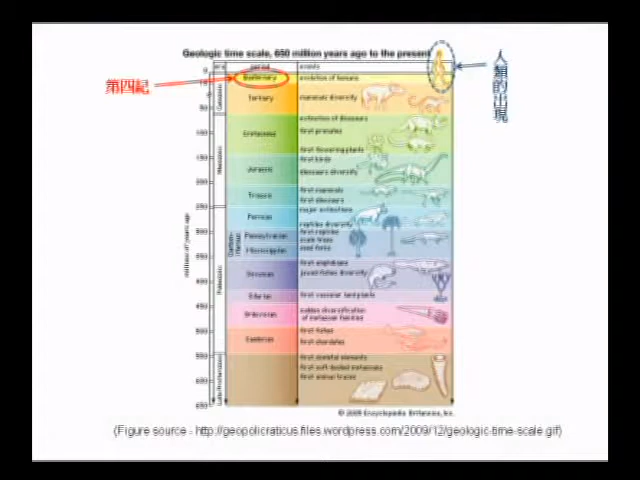 Geologic time scale, 650 million years ago to the present
era period events
第四紀
人類的出現
Quaternary evolution of humans
Tertiary mammals diversify
extinction of dinosaurs
Cretaceous first primates
first flowering plants
first birds
Jurassic dinosaurs diversify
Triassic first mammals
first dinosaurs
major extinctions
Permian reptiles diversify
Pennsylvanian first reptiles
scale trees
Mississippian seed ferns
first amphibians
Devonian jawed fishes diversify
Silurian first vascular land plants
Ordovician sudden diversification
of metazoan families
first fishes
Cambrian first chordates
first skeletal elements
first soft-bodied metazoans
first animal traces
Cenozoic
Mesozoic
Paleozoic
millions of years ago
© 2005 Encyclopædia Britannica, Inc.
(Figure source - http://geopolicraticus.files.wordpress.com/2009/12/geologic-time-scale.gif)